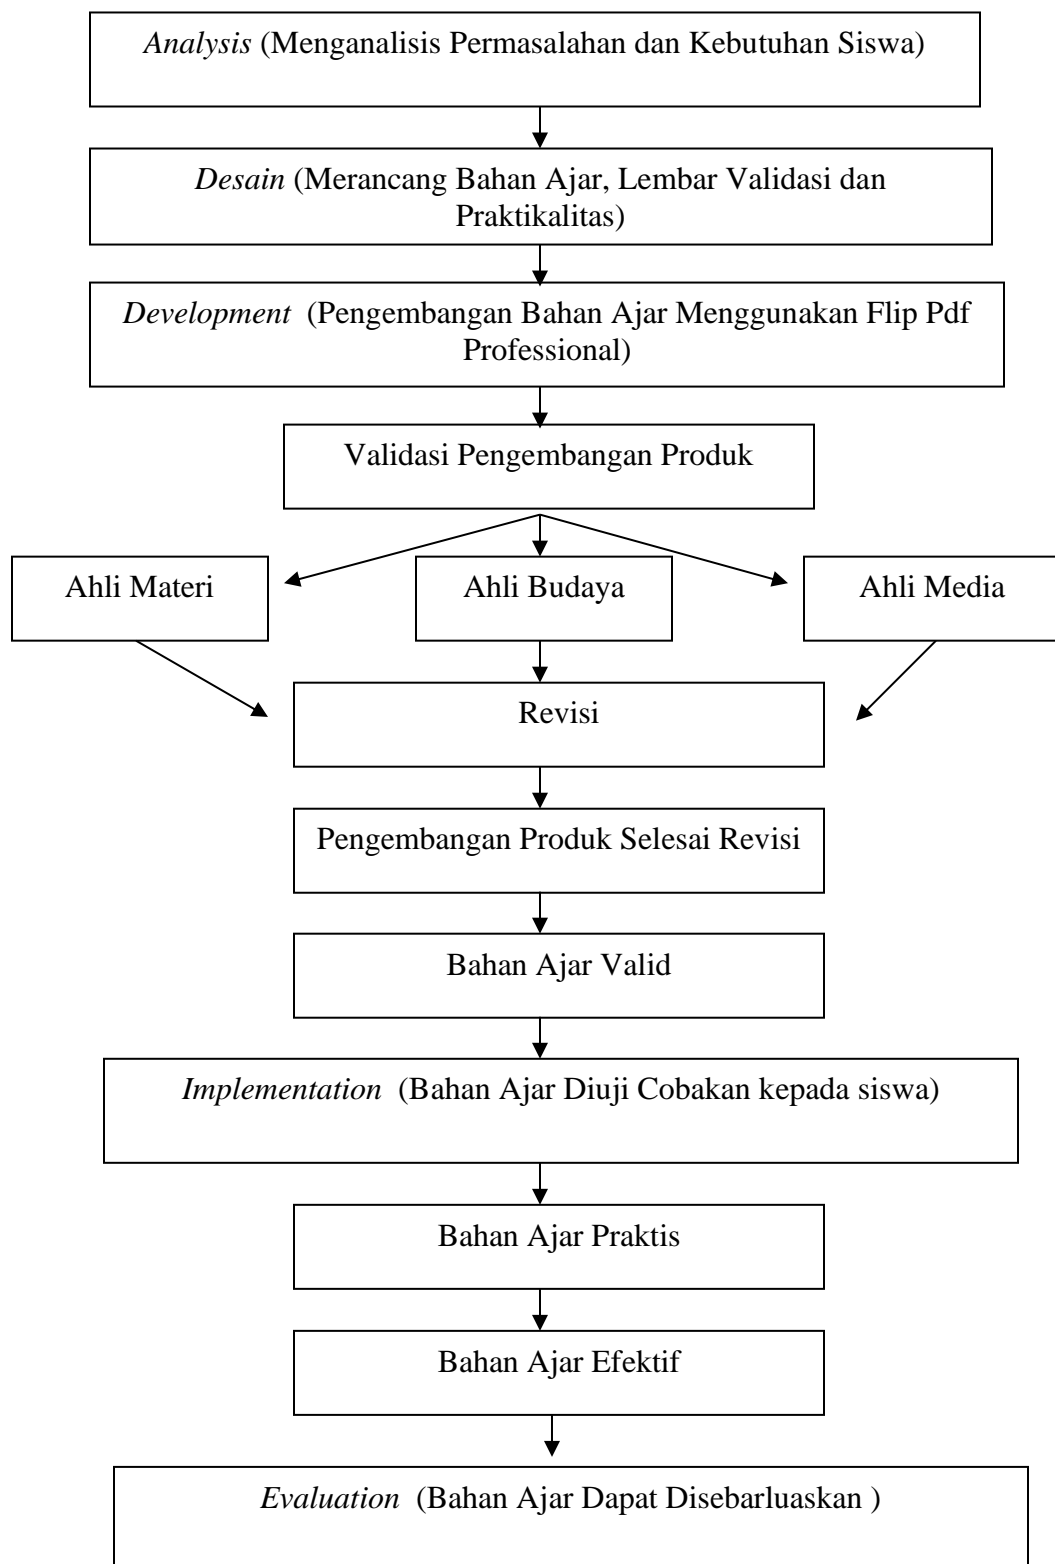 Analysis (Menganalisis Permasalahan dan Kebutuhan Siswa)
Desain (Merancang Bahan Ajar, Lembar Validasi dan
Praktikalitas)
Development (Pengembangan Bahan Ajar Menggunakan Flip Pdf
Professional)
Validasi Pengembangan Produk
Ahli Materi
Ahli Budaya
Ahli Media
Revisi
Pengembangan Produk Selesai Revisi
Bahan Ajar Valid
Implementation (Bahan Ajar Diuji Cobakan kepada siswa)
Bahan Ajar Praktis
Bahan Ajar Efektif
Evaluation (Bahan Ajar Dapat Disebarluaskan )